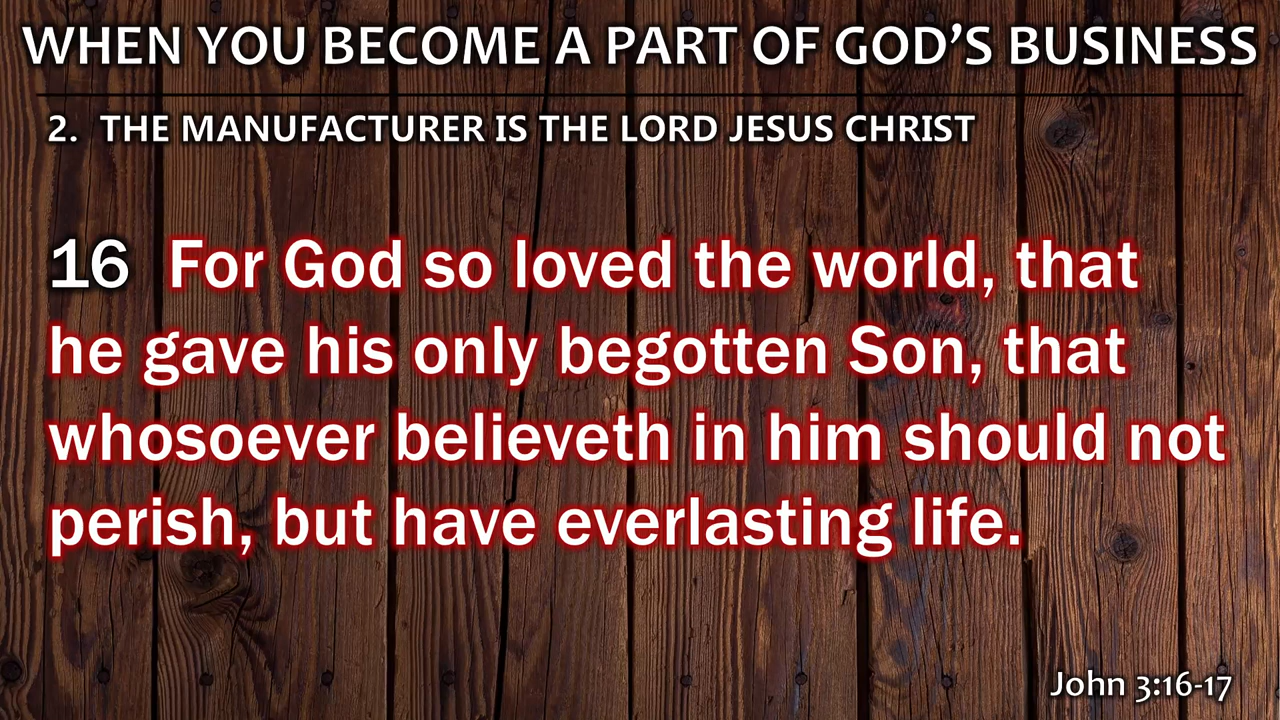 WHEN YOU BECOME A PART OF GOD’S BUSINESS
2. THE MANUFACTURER IS THE LORD JESUS CHRIST
16 For God so loved the world, that
he gave his only begotten Son, that
whosoever believeth in him should not
perish, but have everlasting life.
John 3:16-17